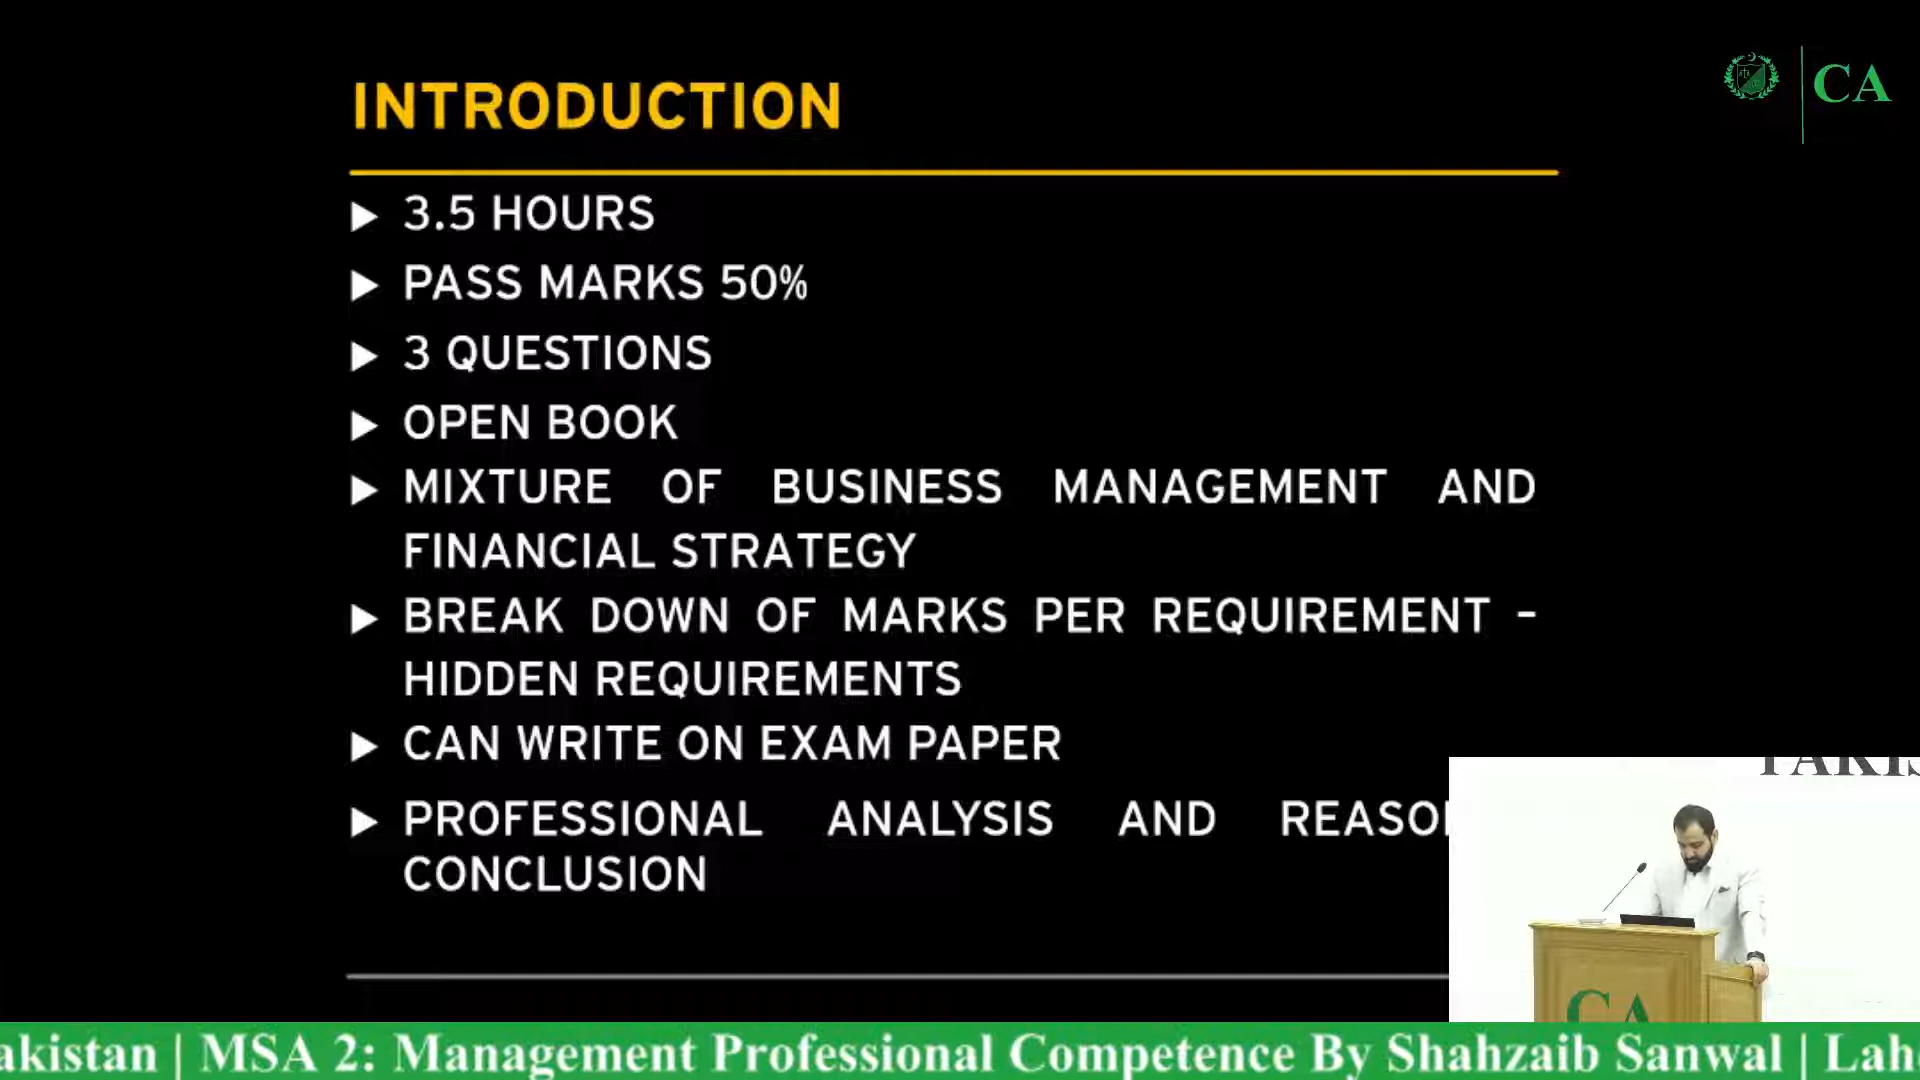 INTRODUCTION
CA
3.5 HOURS
PASS MARKS 50%
3 QUESTIONS
OPEN BOOK
MIXTURE OF BUSINESS MANAGEMENT AND
FINANCIAL STRATEGY
BREAK DOWN OF MARKS PER REQUIREMENT –
HIDDEN REQUIREMENTS
CAN WRITE ON EXAM PAPER
PROFESSIONAL ANALYSIS AND
CONCLUSION
CA
akistan | MSA 2: Management Professional Competence By Shahzaib Sanwal |